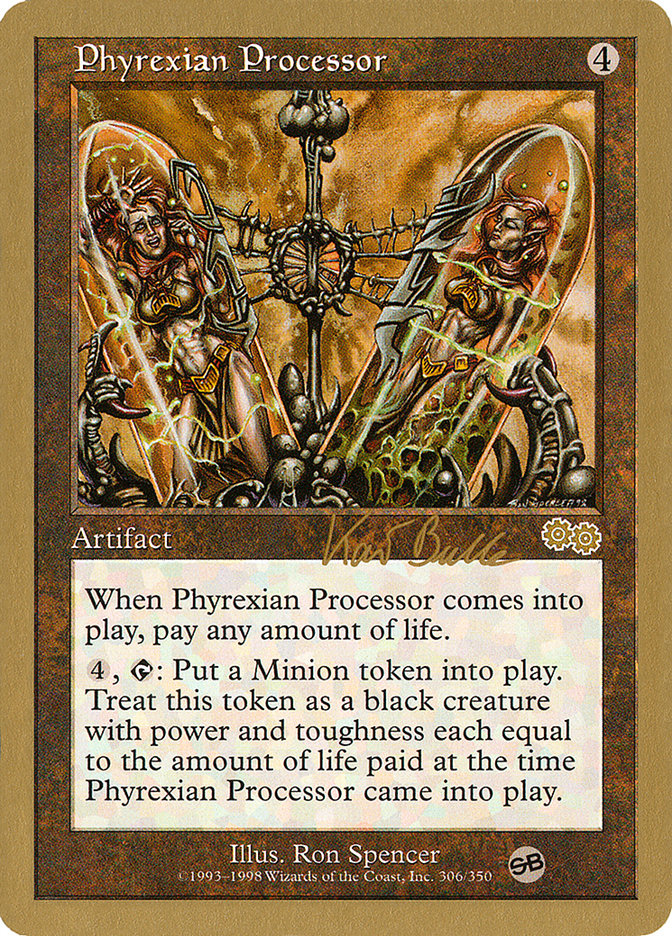 Phyrexian Processor 4
Artifact
When Phyrexian Processor comes into
play, pay any amount of life.
4, : Put a Minion token into play.
Treat this token as a black creature
with power and toughness each equal
to the amount of life paid at the time
Phyrexian Processor came into play.
Illus. Ron Spencer
©1993–1998 Wizards of the Coast, Inc. 306/350
SB